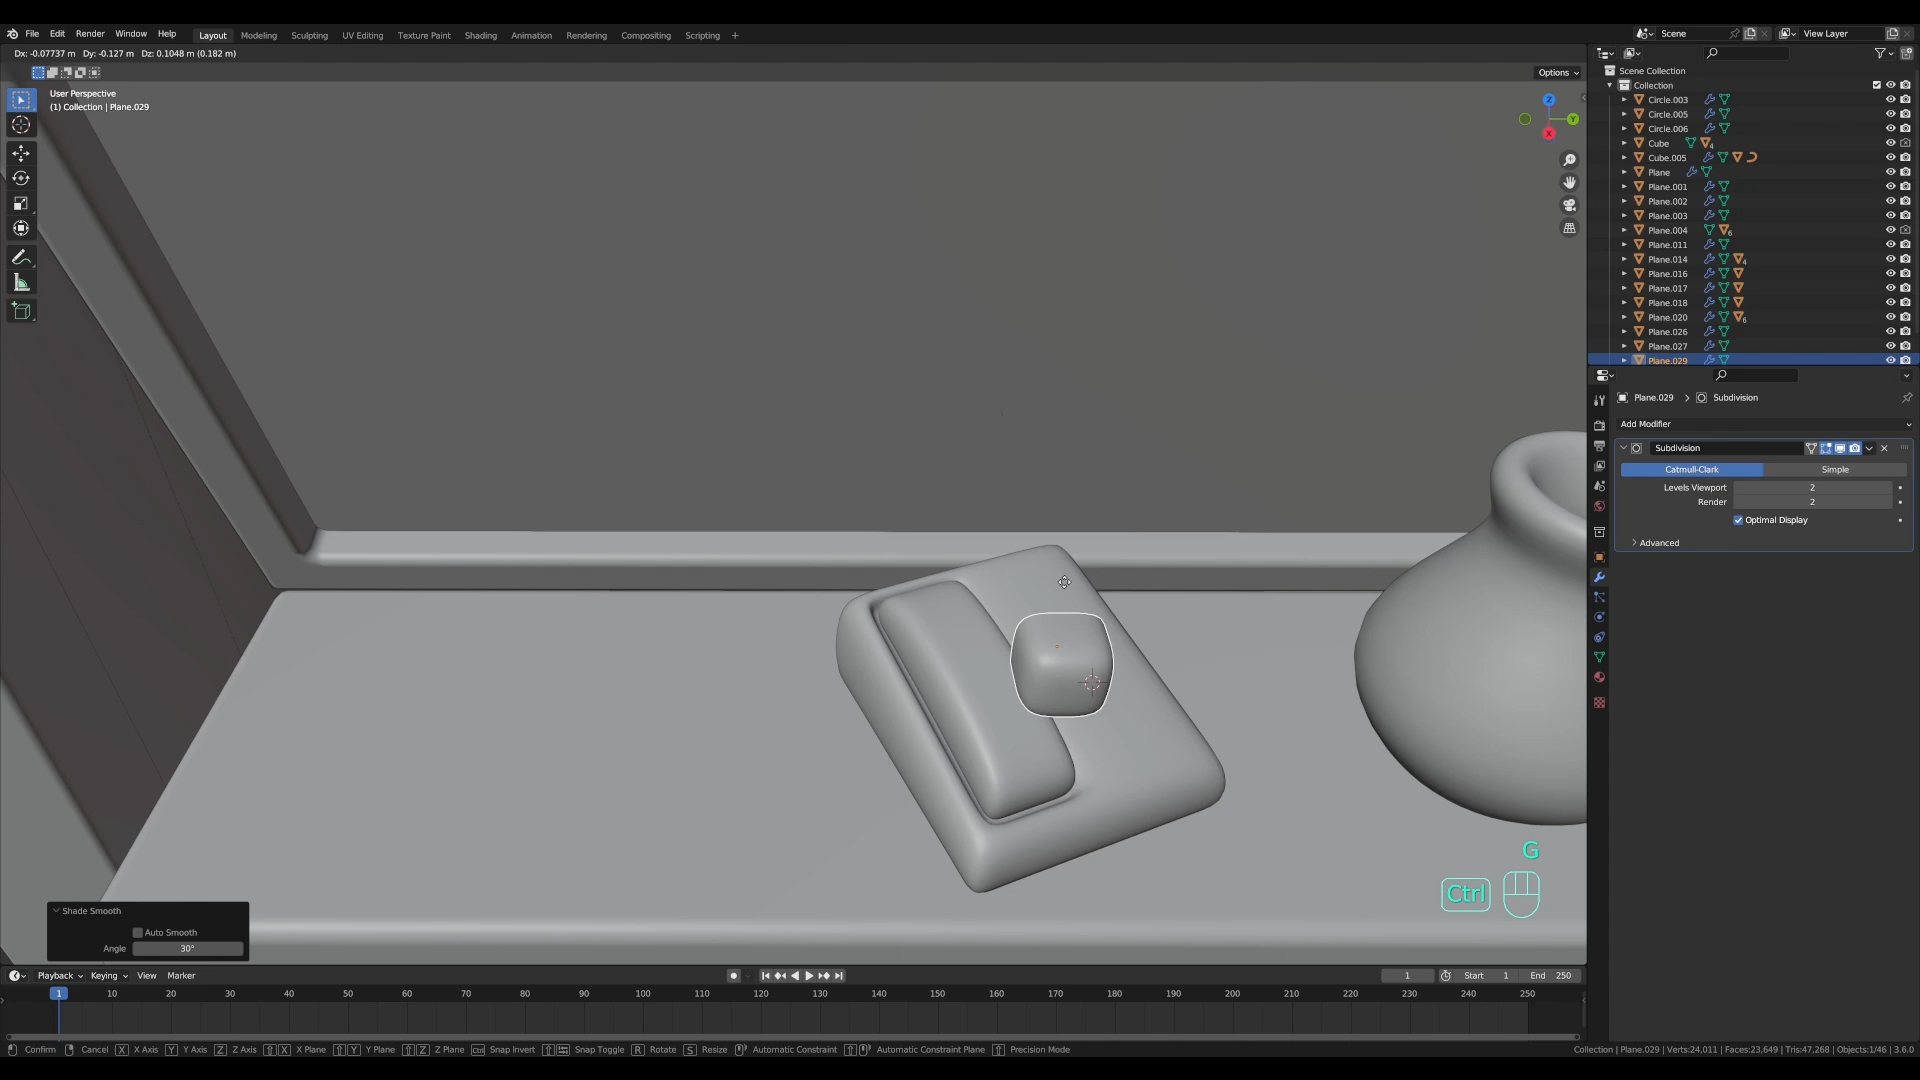 File Edit Render Window Help Layout Modeling Sculpting UV Editing Texture Paint Shading Animation Rendering Compositing Scripting + Scene View Layer
Dx: -0.07737 m Dy: -0.127 m Dz: 0.1048 m (0.182 m)
Options
User Perspective
(1) Collection | Plane.029
Z
Y
X
Scene Collection
Collection
Circle.003
Circle.005
Circle.006
Cube 4
Cube.005
Plane
Plane.001
Plane.002
Plane.003
Plane.004 6
Plane.011
Plane.014 4
Plane.016
Plane.017
Plane.018
Plane.020 6
Plane.026
Plane.027
Plane.029
Plane.029 > Subdivision
Add Modifier
Subdivision
Catmull-Clark Simple
Levels Viewport 2
Render 2
Optimal Display
Advanced
G
Ctrl
Shade Smooth
Auto Smooth
Angle 30°
Playback Keying View Marker 1 Start 1 End 250
1 10 20 30 40 50 60 70 80 90 100 110 120 130 140 150 160 170 180 190 200 210 220 230 240 250
Confirm Cancel X X Axis Y Y Axis Z Z Axis X X Plane Y Y Plane Z Z Plane Ctrl Snap Invert Snap Toggle R Rotate S Resize Automatic Constraint Automatic Constraint Plane Precision Mode Collection | Plane.029 | Verts:24,011 | Faces:23,649 | Tris:47,268 | Objects:1/46 | 3.6.0